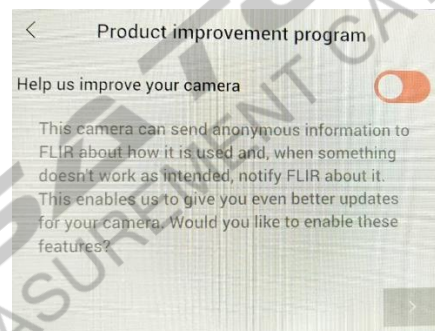 Product improvement program
Help us improve your camera
This camera can send anonymous information to
FLIR about how it is used and, when something
doesn't work as intended, notify FLIR about it.
This enables us to give you even better updates
for your camera. Would you like to enable these
features?